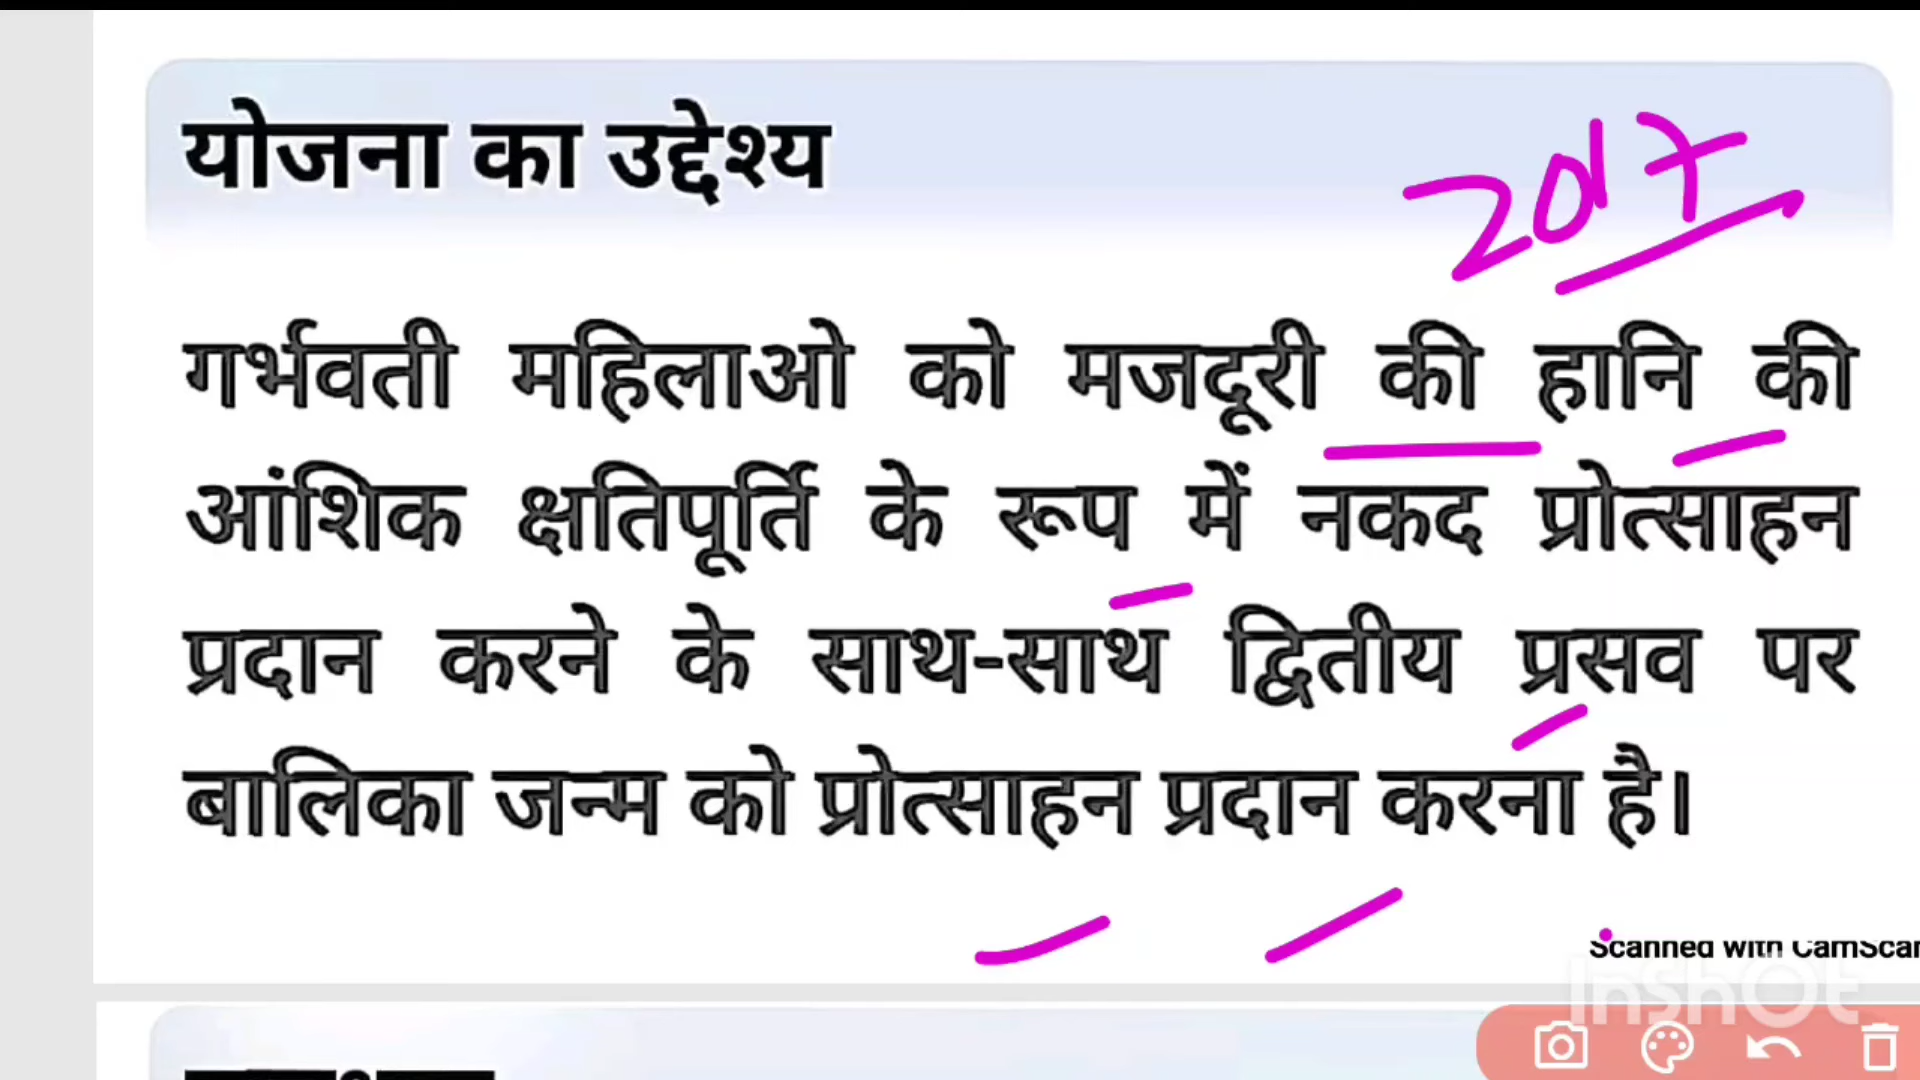 योजना का उद्देश्य
2017
गर्भवती महिलाओ को मजदूरी की हानि की
आंशिक क्षतिपूर्ति के रूप में नकद प्रोत्साहन
प्रदान करने के साथ-साथ द्वितीय प्रसव पर
बालिका जन्म को प्रोत्साहन प्रदान करना है।
Scanned with CamScan
InShOt